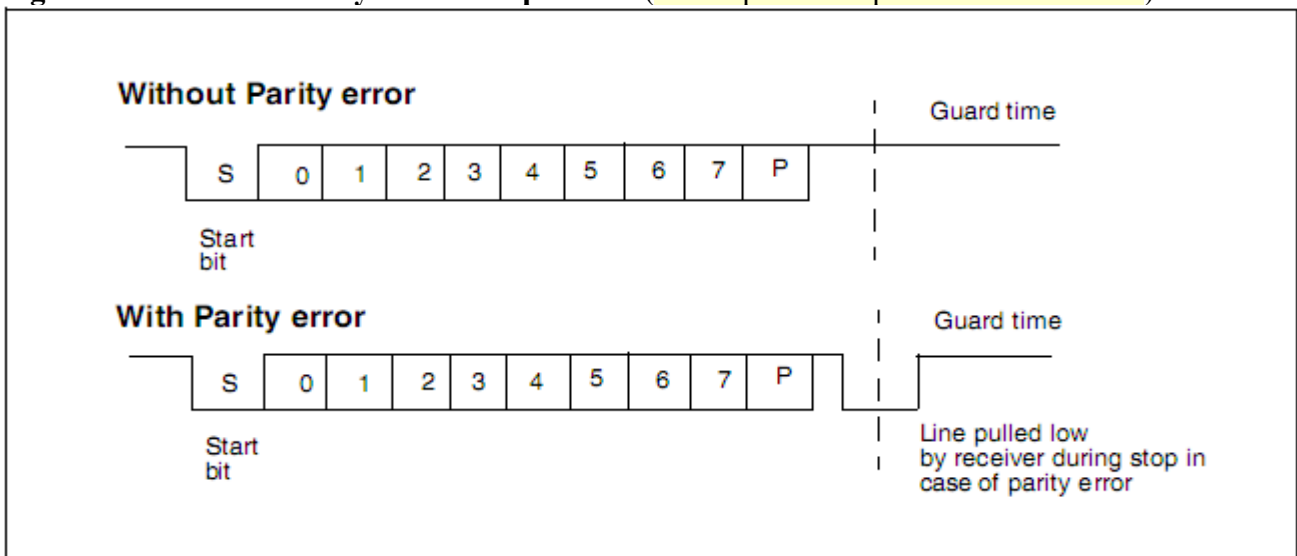 Without Parity error
Guard time
S 0 1 2 3 4 5 6 7 P
Start
bit
With Parity error
Guard time
S 0 1 2 3 4 5 6 7 P
Start
bit
Line pulled low
by receiver during stop in
case of parity error